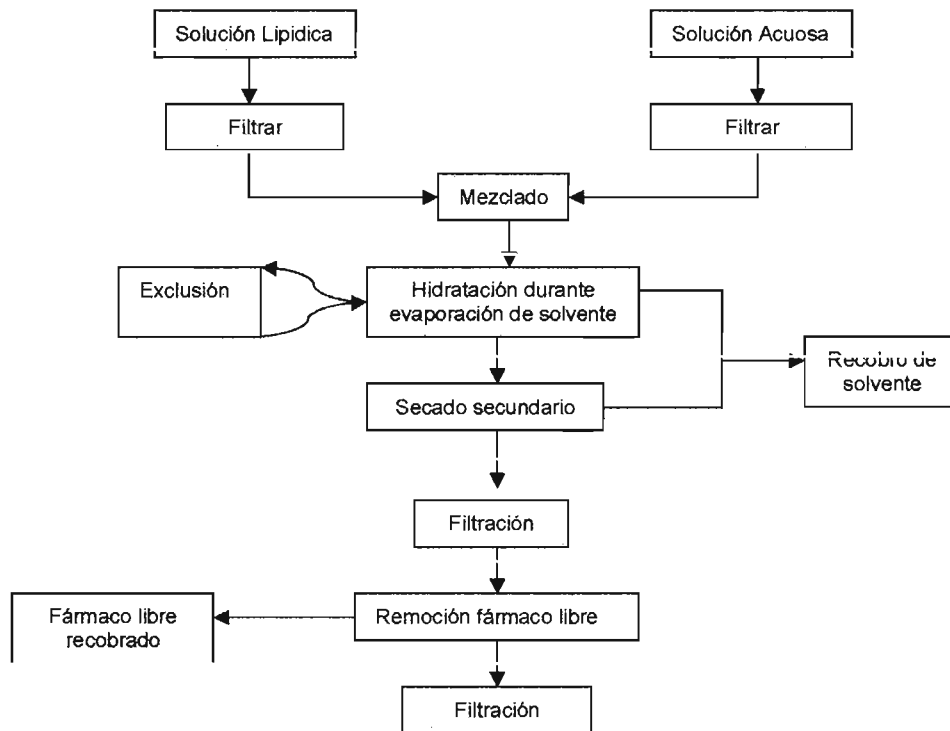 Solución Lipidica
Solución Acuosa
Filtrar
Filtrar
Mezclado
Exclusión
Hidratación durante
evaporación de solvente
Recobro de
solvente
Secado secundario
Filtración
Fármaco libre
recobrado
Remoción fármaco libre
Filtración